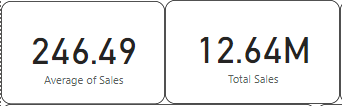 246.49
Average of Sales
12.64M
Total Sales